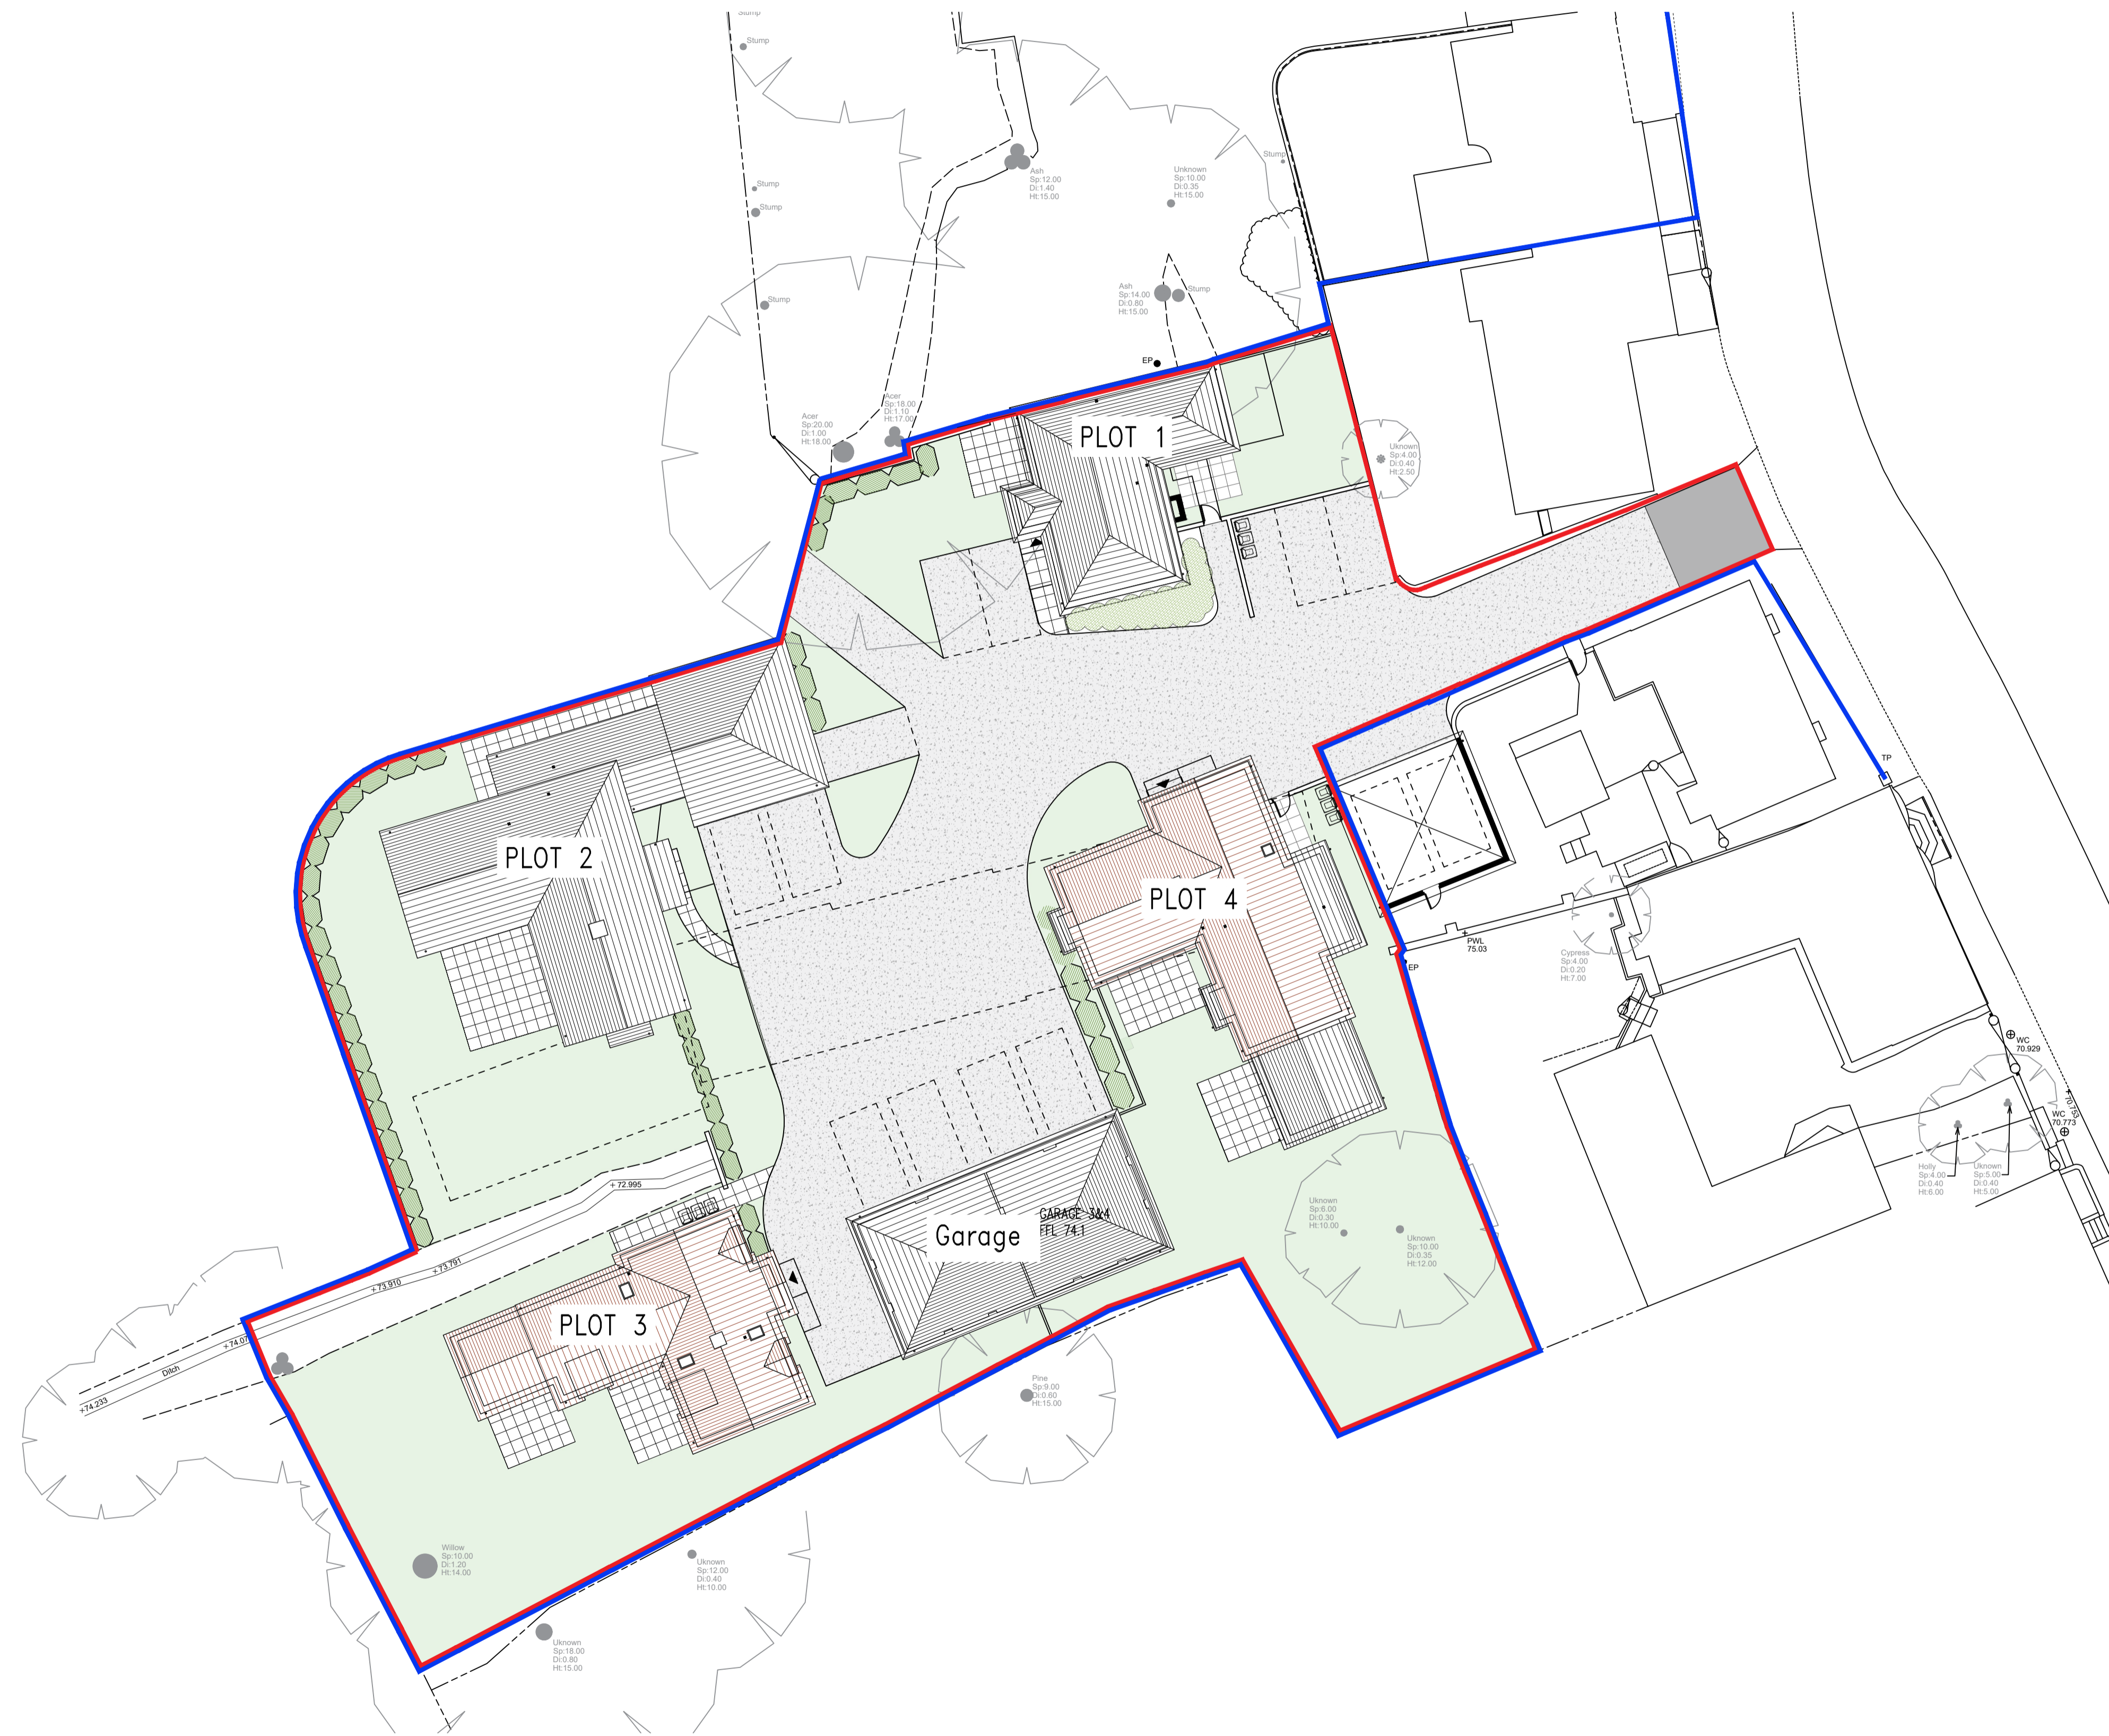 Stump
Stump
Ash
Sp:12.00
Di:1.40
Ht:15.00
Unknown
Sp:10.00
Di:0.35
Ht:15.00
Stump
Stump
Stump
Stump
Ash
Sp:14.00
Di:0.80
Ht:15.00
Stump
EP
Acer
Sp:20.00
Di:1.00
Ht:18.00
Acer
Sp:18.00
Di:1.10
Ht:17.00
PLOT 1
Uknown
Sp:4.00
Di:0.40
Ht:2.50
TP
PLOT 2
PLOT 4
PWL
75.03
EP
Cypress
Sp:4.00
Di:0.20
Ht:7.00
WC
70.929
+70.753
WC
70.773
Holly
Sp:4.00
Di:0.40
Ht:6.00
Uknown
Sp:5.00
Di:0.40
Ht:5.00
+72.995
Uknown
Sp:6.00
Di:0.30
Ht:10.00
Uknown
Sp:10.00
Di:0.35
Ht:12.00
Garage
GARAGE 3&4
FFL 74.1
+73.791
+73.910
+74.07
Ditch
+74.233
PLOT 3
Pine
Sp:9.00
Di:0.60
Ht:15.00
Willow
Sp:10.00
Di:1.20
Ht:14.00
Uknown
Sp:12.00
Di:0.40
Ht:10.00
Uknown
Sp:18.00
Di:0.80
Ht:15.00